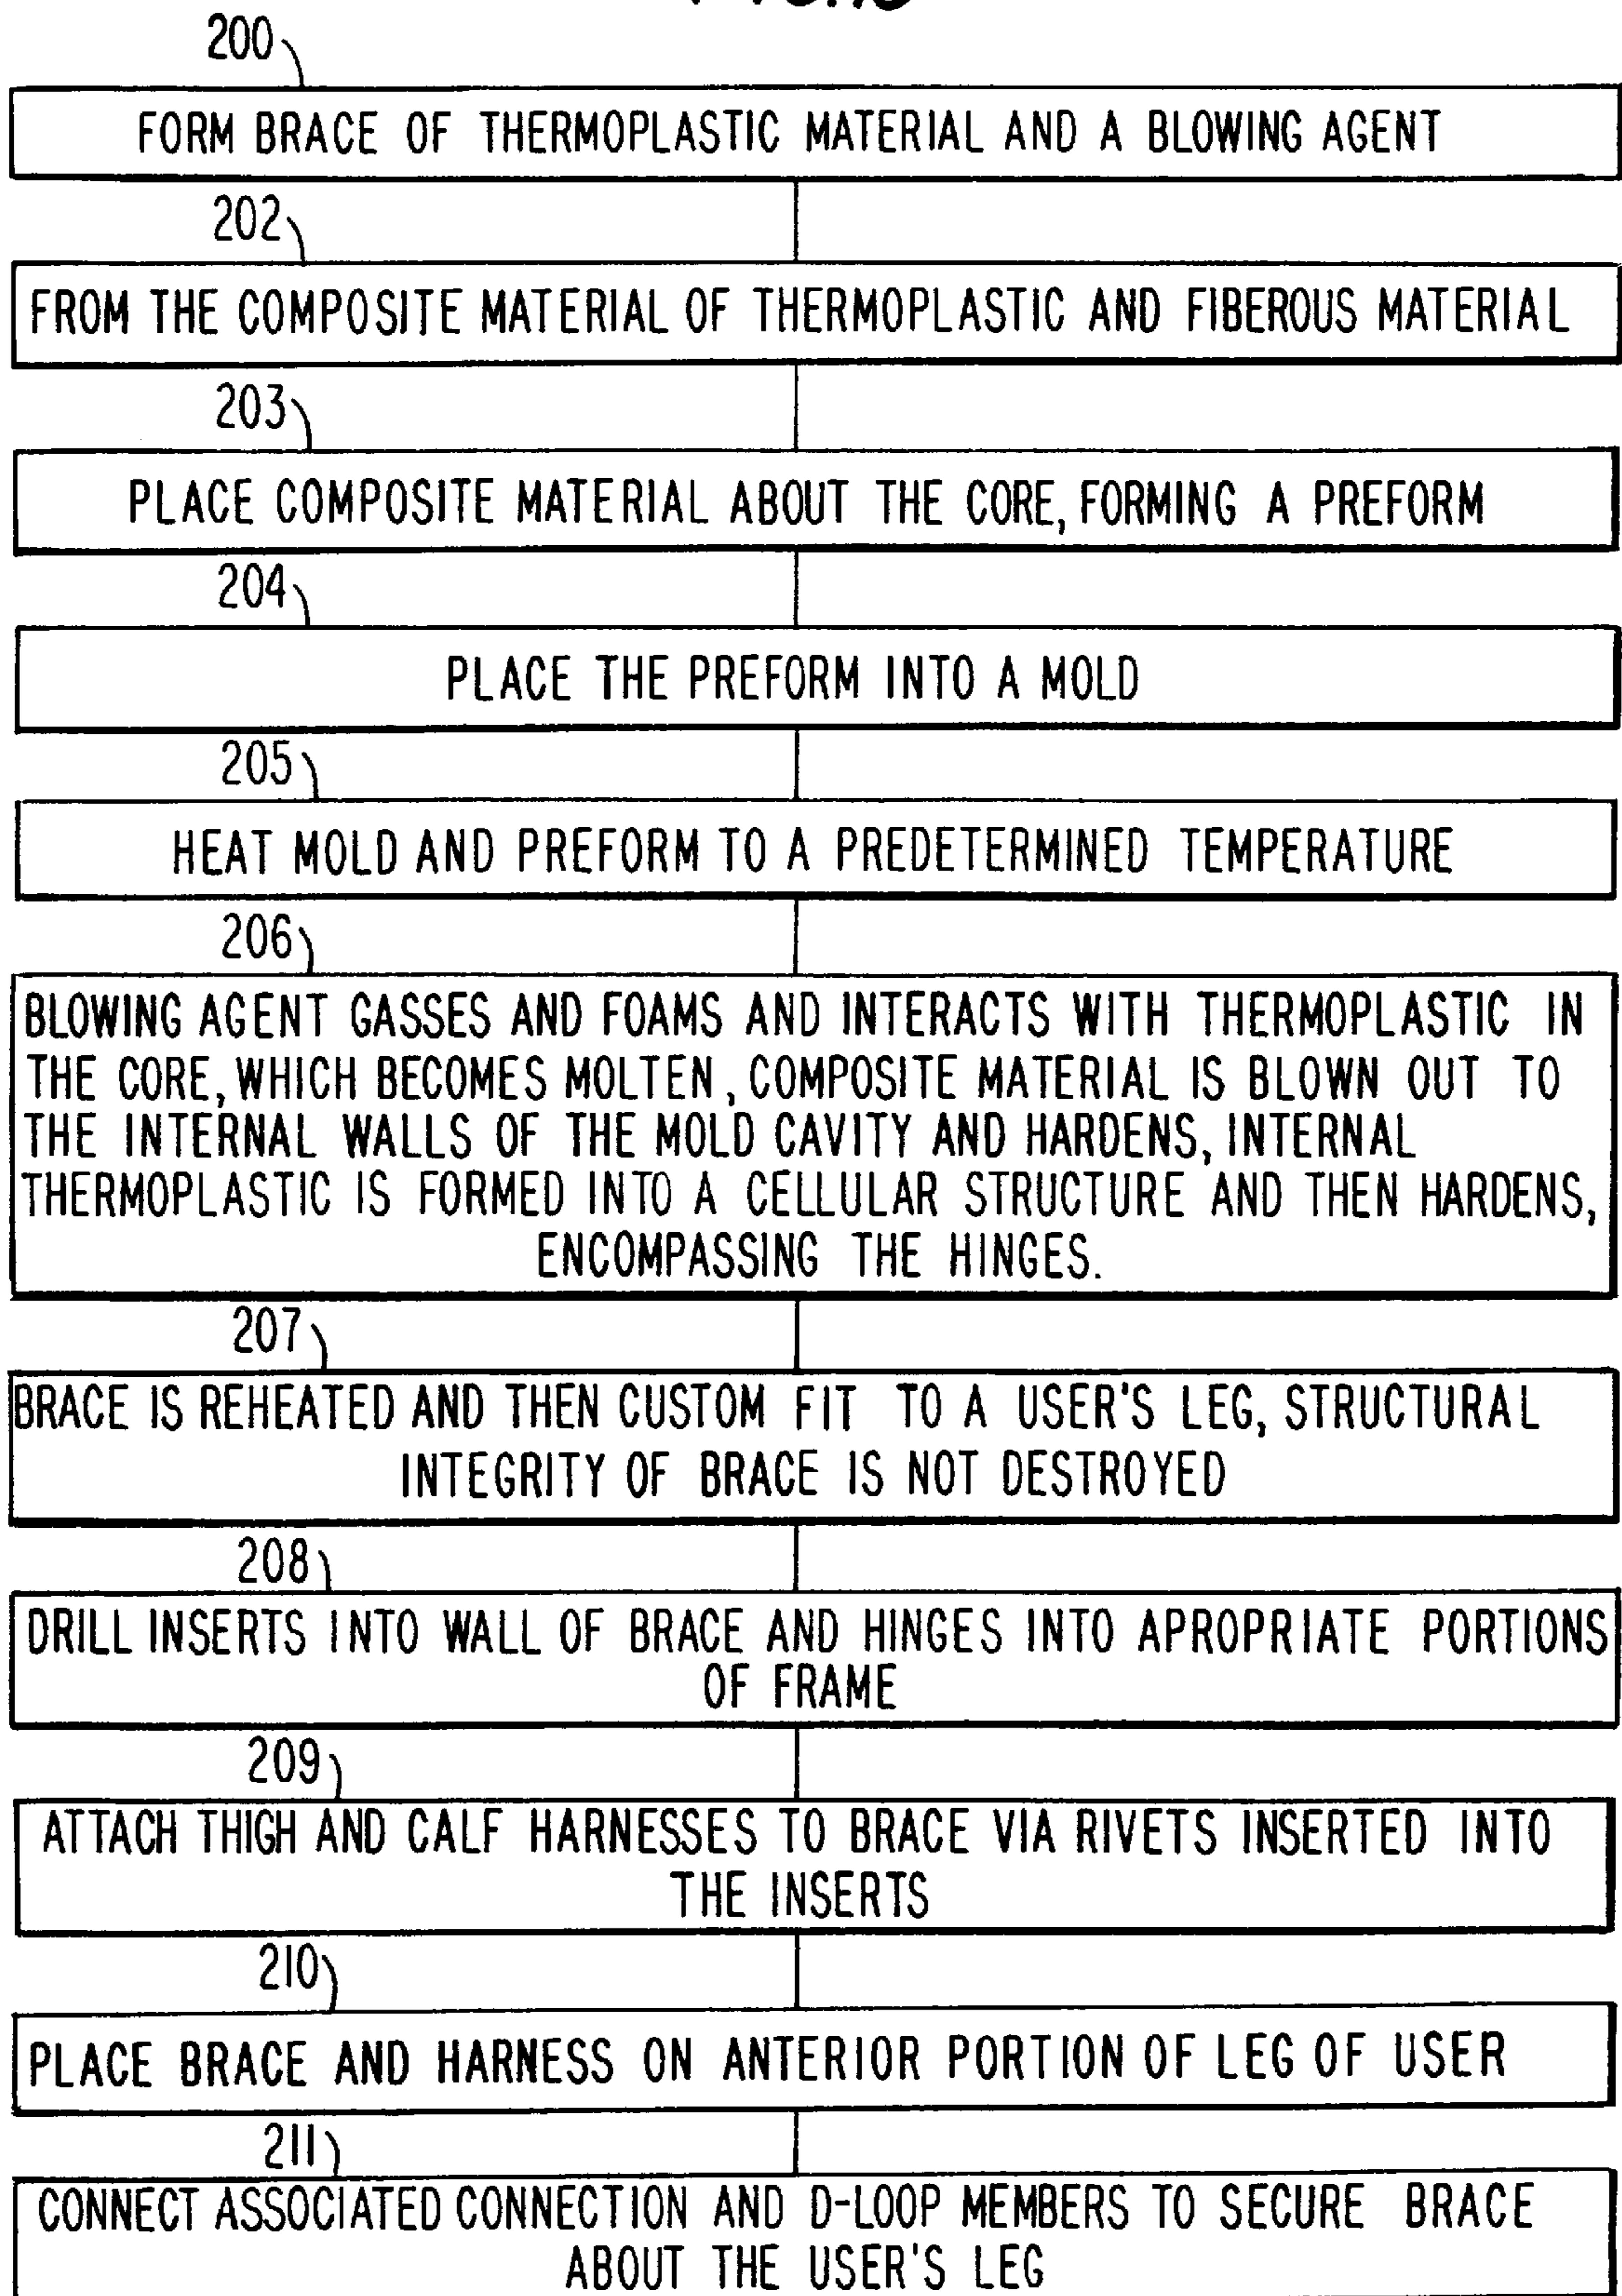 200
FORM BRACE OF THERMOPLASTIC MATERIAL AND A BLOWING AGENT
202
FROM THE COMPOSITE MATERIAL OF THERMOPLASTIC AND FIBEROUS MATERIAL
203
PLACE COMPOSITE MATERIAL ABOUT THE CORE, FORMING A PREFORM
204
PLACE THE PREFORM INTO A MOLD
205
HEAT MOLD AND PREFORM TO A PREDETERMINED TEMPERATURE
206
BLOWING AGENT GASSES AND FOAMS AND INTERACTS WITH THERMOPLASTIC IN
THE CORE, WHICH BECOMES MOLTEN, COMPOSITE MATERIAL IS BLOWN OUT TO
THE INTERNAL WALLS OF THE MOLD CAVITY AND HARDENS, INTERNAL
THERMOPLASTIC IS FORMED INTO A CELLULAR STRUCTURE AND THEN HARDENS,
ENCOMPASSING THE HINGES.
207
BRACE IS REHEATED AND THEN CUSTOM FIT TO A USER'S LEG, STRUCTURAL
INTEGRITY OF BRACE IS NOT DESTROYED
208
DRILL INSERTS INTO WALL OF BRACE AND HINGES INTO APROPRIATE PORTIONS
OF FRAME
209
ATTACH THIGH AND CALF HARNESSES TO BRACE VIA RIVETS INSERTED INTO
THE INSERTS
210
PLACE BRACE AND HARNESS ON ANTERIOR PORTION OF LEG OF USER
211
CONNECT ASSOCIATED CONNECTION AND D-LOOP MEMBERS TO SECURE BRACE
ABOUT THE USER'S LEG